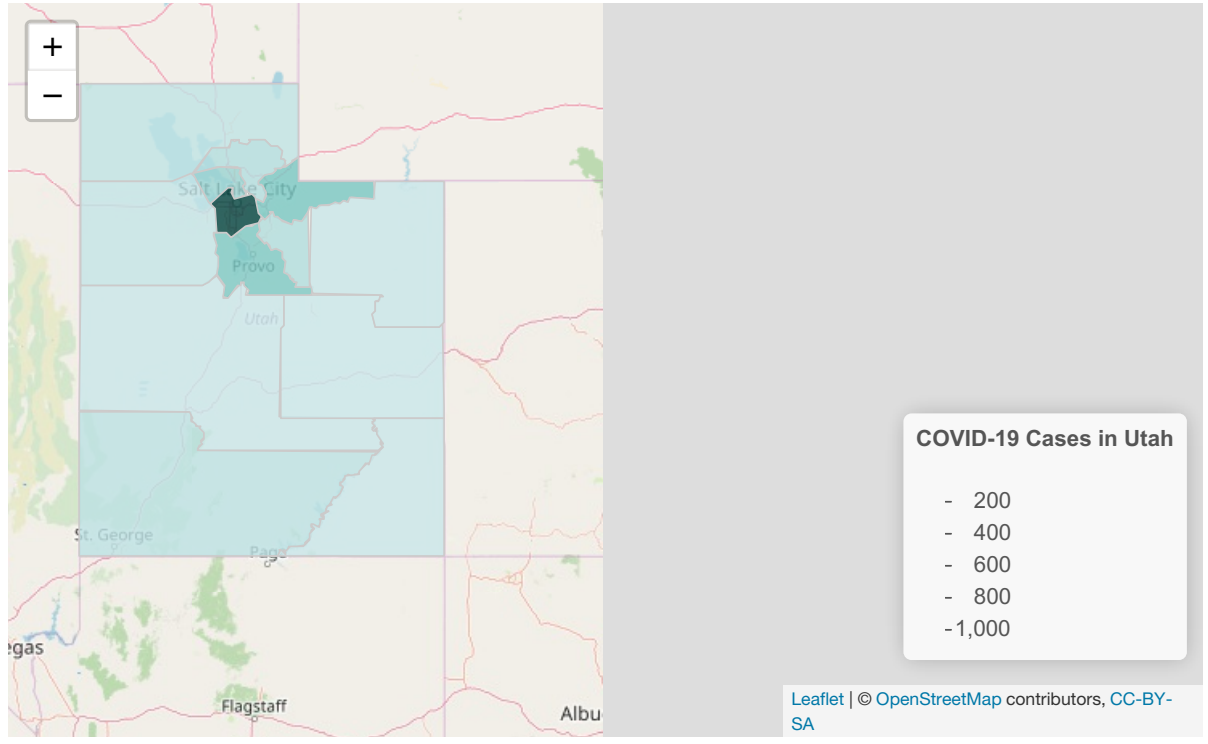 +
−
Salt Lake City
Provo
Utah
St. George
Page
egas
Flagstaff
Albu
COVID-19 Cases in Utah
- 200
- 400
- 600
- 800
-1,000
Leaflet | © OpenStreetMap contributors, CC-BY-
SA